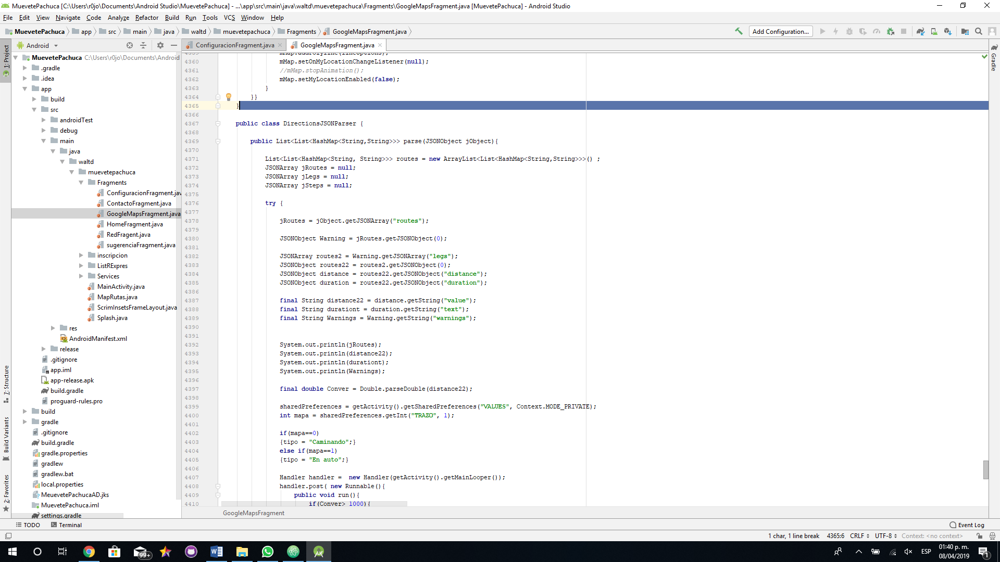 MuevetePachuca [C:\Users\r0jo\Documents\Android Studio\MuevetePachuca] - ...\app\src\main\java\waltd\muevetepachuca\Fragments\GoogleMapsFragment.java [MuevetePachuca] - Android Studio
File Edit View Navigate Code Analyze Refactor Build Run Tools VCS Window Help
MuevetePachuca app src main java waltd muevetepachuca Fragments GoogleMapsFragment.java
Add Configuration...
1: Project
7: Structure
Build Variants
2: Favorites
Gradle
Android
ConfiguracionFragment.java
GoogleMapsFragment.java
MuevetePachuca C:\Users\r0jo\Documents\Android
.gradle
.idea
app
build
src
androidTest
debug
main
java
waltd
muevetepachuca
Fragments
ConfiguracionFragment.jav
ContactoFragment.java
GoogleMapsFragment.java
HomeFragment.java
RedFragent.java
sugerenciaFragment.java
inscripcion
ListRExpres
Services
MainActivity.java
MapRutas.java
ScrimInsetsFrameLayout.java
Splash.java
res
AndroidManifest.xml
release
.gitignore
app.iml
app-release.apk
build.gradle
proguard-rules.pro
build
gradle
.gitignore
build.gradle
gradle.properties
gradlew
gradlew.bat
local.properties
MeuevetePachucaAD.jks
MuevetePachuca.iml
settings.gradle
4359 mMap.addPolyline(lineOptions);
4360 mMap.setOnMyLocationChangeListener(null);
4361 //mMap.stopAnimation();
4362 mMap.setMyLocationEnabled(false);
4363 }
4364 }}
4365 }
4366
4367 public class DirectionsJSONParser {
4368
4369 public List<List<HashMap<String,String>>> parse(JSONObject jObject){
4370
4371 List<List<HashMap<String, String>>> routes = new ArrayList<List<HashMap<String,String>>>() ;
4372 JSONArray jRoutes = null;
4373 JSONArray jLegs = null;
4374 JSONArray jSteps = null;
4375
4376 try {
4377
4378 jRoutes = jObject.getJSONArray("routes");
4379
4380 JSONObject Warning = jRoutes.getJSONObject(0);
4381
4382 JSONArray routes2 = Warning.getJSONArray("legs");
4383 JSONObject routes22 = routes2.getJSONObject(0);
4384 JSONObject distance = routes22.getJSONObject("distance");
4385 JSONObject duration = routes22.getJSONObject("duration");
4386
4387 final String distance22 = distance.getString("value");
4388 final String durationt = duration.getString("text");
4389 final String Warnings = Warning.getString("warnings");
4390
4391
4392 System.out.println(jRoutes);
4393 System.out.println(distance22);
4394 System.out.println(durationt);
4395 System.out.println(Warnings);
4396
4397 final double Conver = Double.parseDouble(distance22);
4398
4399 sharedPreferences = getActivity().getSharedPreferences("VALUES", Context.MODE_PRIVATE);
4400 int mapa = sharedPreferences.getInt("TRAZO", 1);
4401
4402 if(mapa==0)
4403 {tipo = "Caminando";}
4404 else if(mapa==1)
4405 {tipo = "En auto";}
4406
4407 Handler handler =  new Handler(getActivity().getMainLooper());
4408 handler.post( new Runnable(){
4409 public void run(){
4410 if(Conver> 1000){
GoogleMapsFragment
TODO Terminal Event Log
1 char, 1 line break 4365:6 CRLF UTF-8 Context: <no context>
99+ ESP 01:40 p. m.
08/04/2019
1